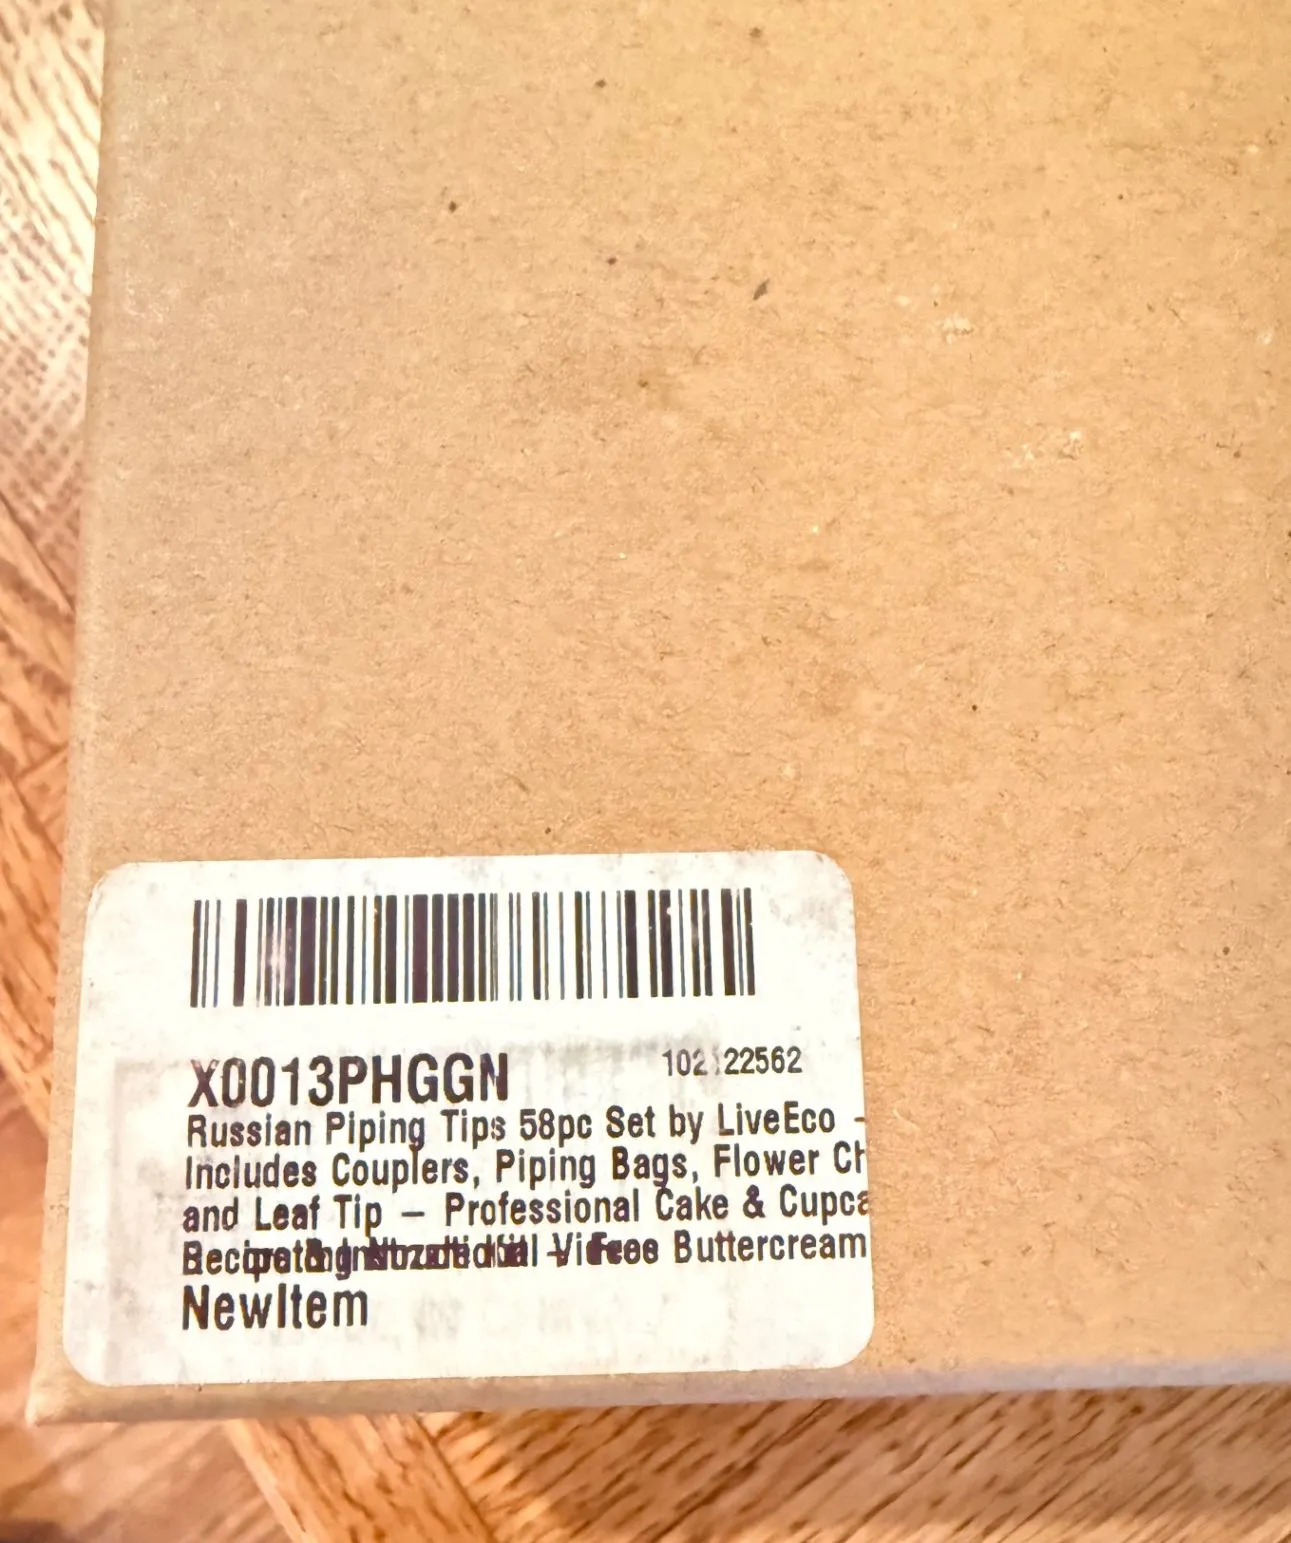 X0013PHGGN
Russian Piping Tips 58pc Set by LiveEco -
Includes Couplers, Piping Bags, Flower Ch
and Leaf Tip – Professional Cake & Cupca
Buttercream
NewItem